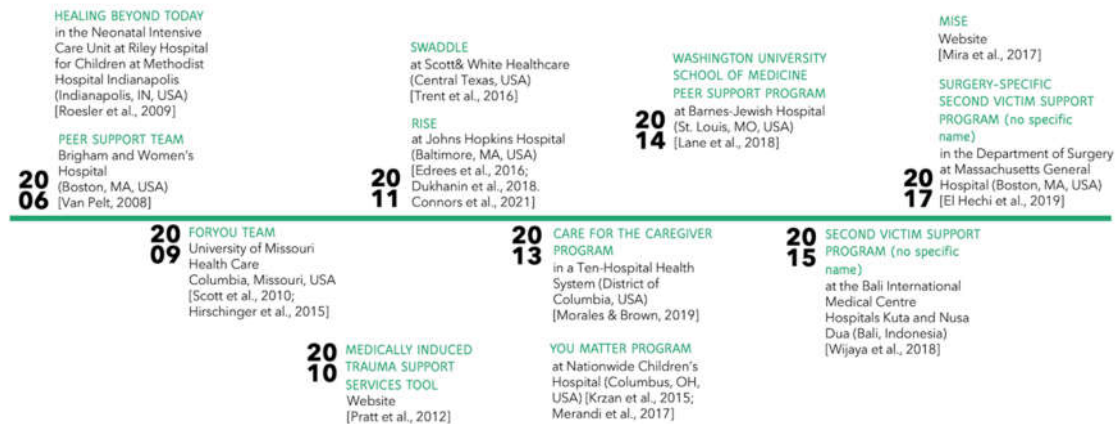 HEALING BEYOND TODAY
in the Neonatal Intensive
Care Unit at Riley Hospital
for Children at Methodist
Hospital Indianapolis
(Indianapolis, IN, USA)
[Roesler et al., 2009]
PEER SUPPORT TEAM
Brigham and Women's
Hospital
(Boston, MA, USA)
[Van Pelt, 2008]
20
06
FORYOU TEAM
University of Missouri
Health Care
Columbia, Missouri, USA
[Scott et al., 2010;
Hirschinger et al., 2015]
20
09
MEDICALLY INDUCED
TRAUMA SUPPORT
SERVICES TOOL
Website
[Pratt et al., 2012]
20
10
SWADDLE
at Scott& White Healthcare
(Central Texas, USA)
[Trent et al., 2016]
RISE
at Johns Hopkins Hospital
(Baltimore, MA, USA)
[Edrees et al., 2016;
Dukhanin et al., 2018.
Connors et al., 2021]
20
11
CARE FOR THE CAREGIVER
PROGRAM
in a Ten-Hospital Health
System (District of
Columbia, USA)
[Morales & Brown, 2019]
YOU MATTER PROGRAM
at Nationwide Children's
Hospital (Columbus, OH,
USA) [Krzan et al., 2015;
Merandi et al., 2017]
20
13
WASHINGTON UNIVERSITY
SCHOOL OF MEDICINE
PEER SUPPORT PROGRAM
at Barnes-Jewish Hospital
(St. Louis, MO, USA)
[Lane et al., 2018]
20
14
SECOND VICTIM SUPPORT
PROGRAM (no specific
name)
at the Bali International
Medical Centre
Hospitals Kuta and Nusa
Dua (Bali, Indonesia)
[Wijaya et al., 2018]
20
15
MISE
Website
[Mira et al., 2017]
SURGERY-SPECIFIC
SECOND VICTIM SUPPORT
PROGRAM (no specific
name)
in the Department of Surgery
at Massachusetts General
Hospital (Boston, MA, USA)
[El Hechi et al., 2019]
20
17